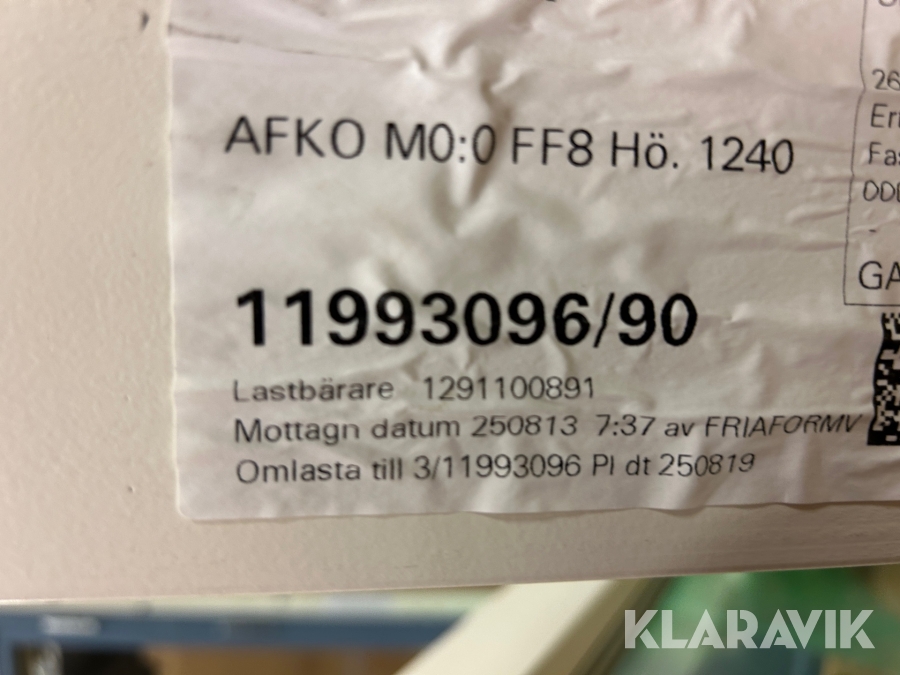 AFKO M0:0 FF8 Hö. 1240
11993096/90
Lastbärare 1291100891
Mottagn datum 250813 7:37 av FRIAFORMV
Omlasta till 3/11993096 Pl dt 250819
26
GA
KLARAVIK